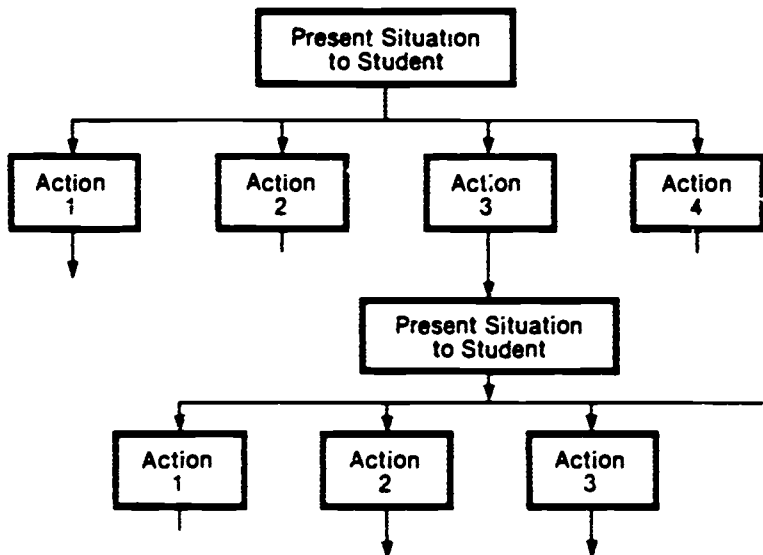 Present Situation
to Student
Action
1
Action
2
Action
3
Action
4
Present Situation
to Student
Action
1
Action
2
Action
3